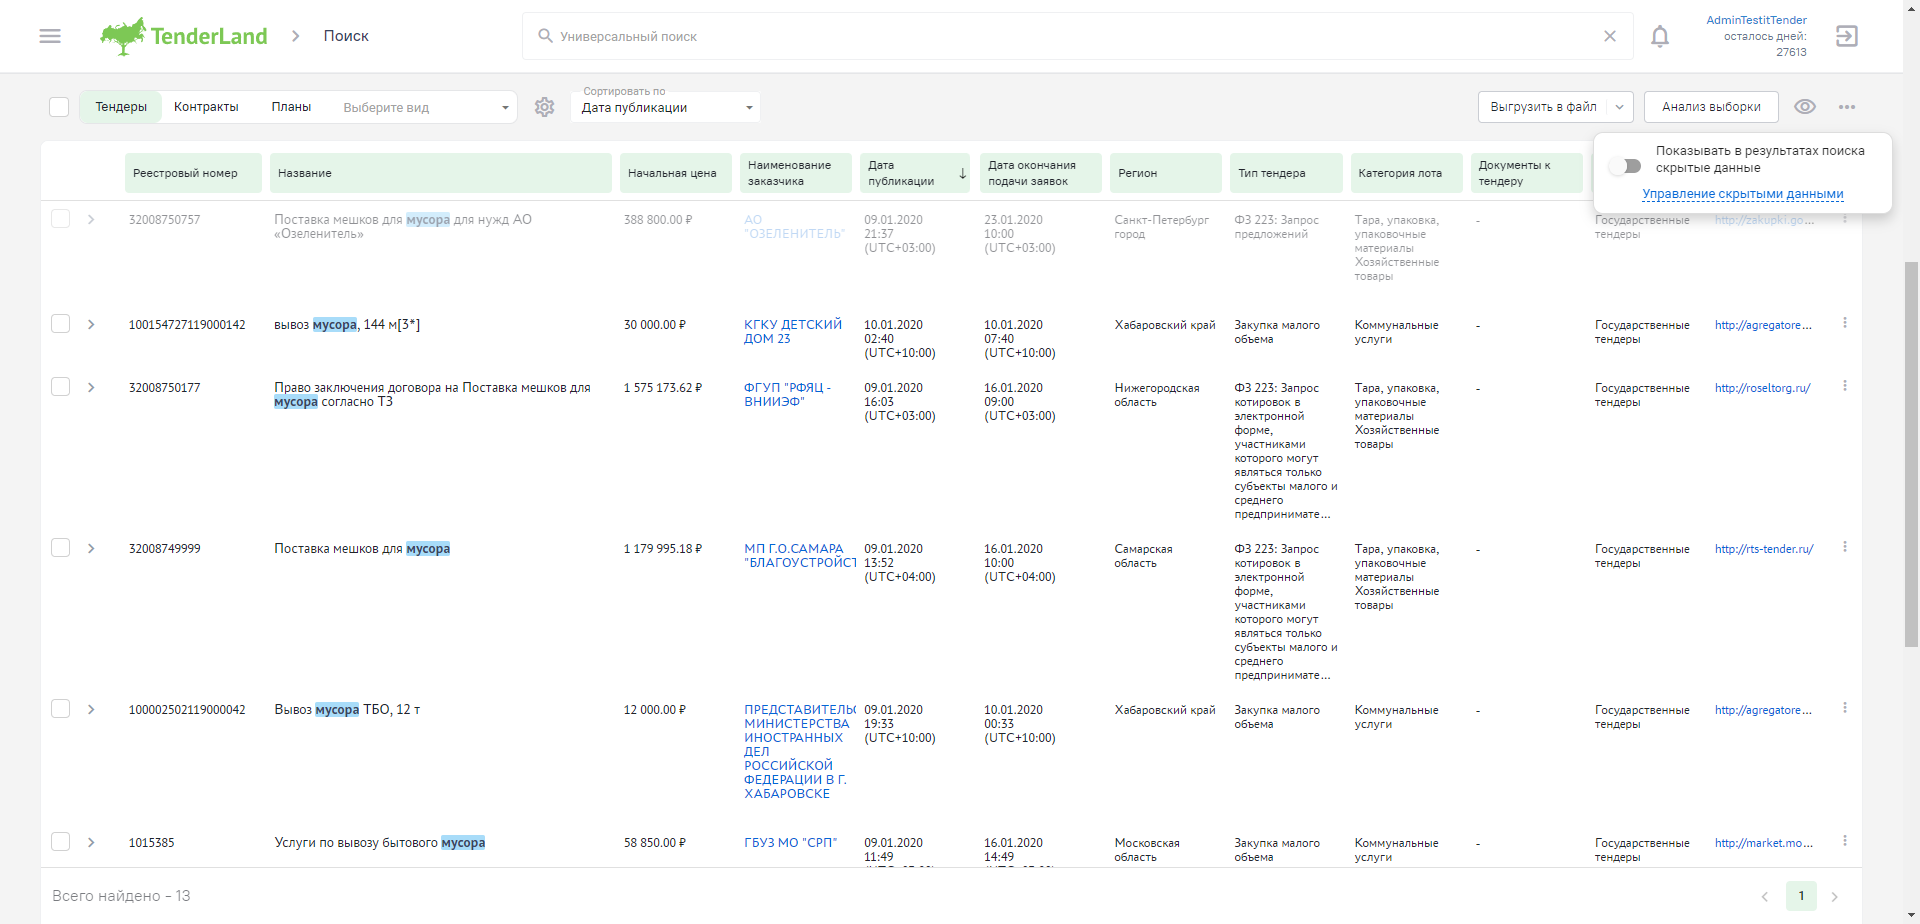 TenderLand
Поиск
Универсальный поиск
AdminTestitTender
осталось дней:
27613
Тендеры
Контракты
Планы
Выберите вид
Сортировать по
Дата публикации
Выгрузить в файл
Анализ выборки
Показывать в результатах поиска
скрытые данные
Управление скрытыми данными
Реестровый номер
Название
Начальная цена
Наименование
заказчика
Дата
публикации
Дата окончания
подачи заявок
Регион
Тип тендера
Категория лота
Документы к
тендеру
32008750757
Поставка мешков для мусора для нужд АО
«Озеленитель»
388 800.00 ₽
АО
"ОЗЕЛЕНИТЕЛЬ"
09.01.2020
21:37
(UTC+03:00)
23.01.2020
10:00
(UTC+03:00)
Санкт-Петербург
город
ФЗ 223: Запрос
предложений
Тара, упаковка,
упаковочные
материалы
Хозяйственные
товары
-
Государственные
тендеры
http://zakupki.go...
100154727119000142
вывоз мусора, 144 м[3*]
30 000.00 ₽
КГКУ ДЕТСКИЙ
ДОМ 23
10.01.2020
02:40
(UTC+10:00)
10.01.2020
07:40
(UTC+10:00)
Хабаровский край
Закупка малого
объема
Коммунальные
услуги
-
Государственные
тендеры
http://agregatore...
32008750177
Право заключения договора на Поставка мешков для
мусора согласно ТЗ
1 575 173.62 ₽
ФГУП "РФЯЦ -
ВНИИЭФ"
09.01.2020
16:03
(UTC+03:00)
16.01.2020
09:00
(UTC+03:00)
Нижегородская
область
ФЗ 223: Запрос
котировок в
электронной
форме,
участниками
которого могут
являться только
субъекты малого и
среднего
предпринимате...
Тара, упаковка,
упаковочные
материалы
Хозяйственные
товары
-
Государственные
тендеры
http://roseltorg.ru/
32008749999
Поставка мешков для мусора
1 179 995.18 ₽
МП Г.О.САМАРА
"БЛАГОУСТРОЙСТ
09.01.2020
13:52
(UTC+04:00)
16.01.2020
10:00
(UTC+04:00)
Самарская
область
ФЗ 223: Запрос
котировок в
электронной
форме,
участниками
которого могут
являться только
субъекты малого и
среднего
предпринимате...
Тара, упаковка,
упаковочные
материалы
Хозяйственные
товары
-
Государственные
тендеры
http://rts-tender.ru/
100002502119000042
Вывоз мусора ТБО, 12 т
12 000.00 ₽
ПРЕДСТАВИТЕЛЬС
МИНИСТЕРСТВА
ИНОСТРАННЫХ
ДЕЛ
РОССИЙСКОЙ
ФЕДЕРАЦИИ В Г.
ХАБАРОВСКЕ
09.01.2020
19:33
(UTC+10:00)
10.01.2020
00:33
(UTC+10:00)
Хабаровский край
Закупка малого
объема
Коммунальные
услуги
-
Государственные
тендеры
http://agregatore...
1015385
Услуги по вывозу бытового мусора
58 850.00 ₽
ГБУЗ МО "СРП"
09.01.2020
11:49
16.01.2020
14:49
Московская
область
Закупка малого
объема
Коммунальные
услуги
-
Государственные
тендеры
http://market.mo...
Всего найдено - 13
1